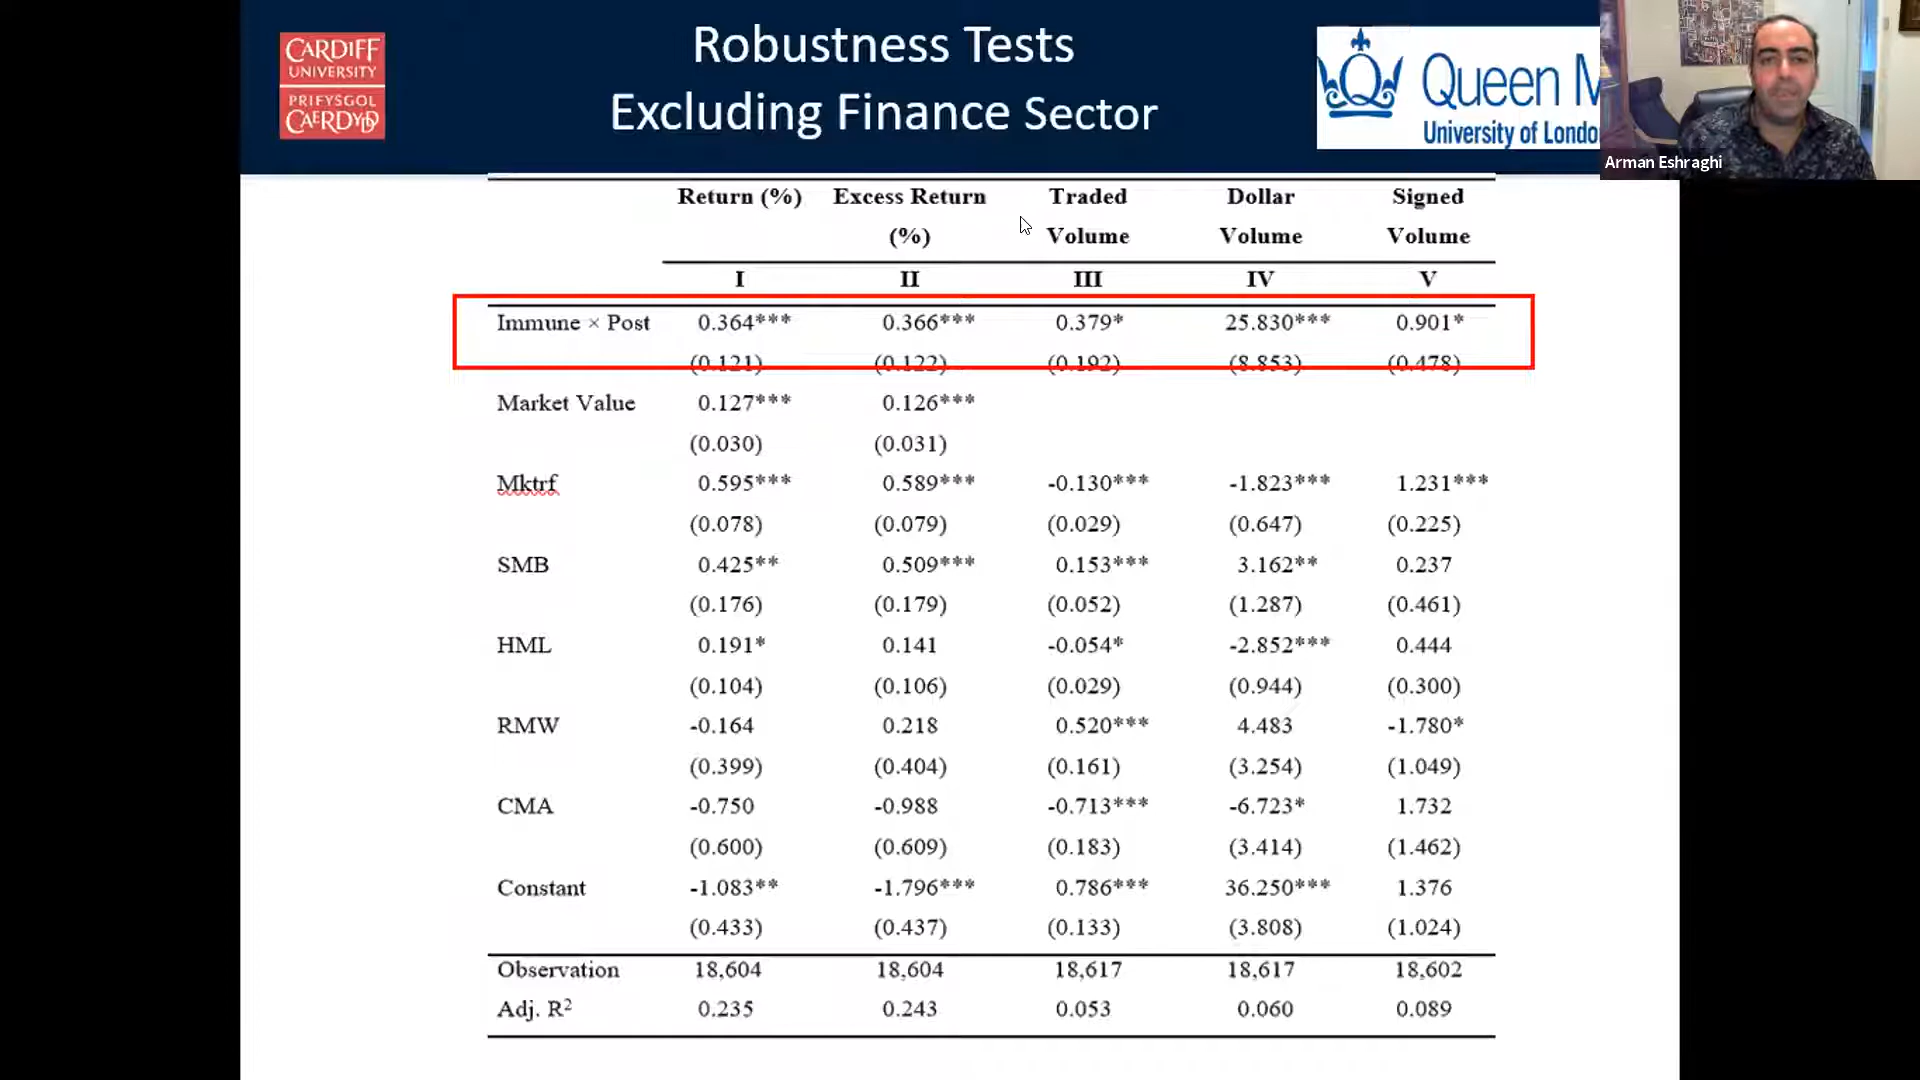 CARDIFF
UNIVERSITY
PRIFYSGOL
CAERDYDD
Robustness Tests
Excluding Finance Sector
Queen M
University of Londo
Arman Eshraghi
Return (%) Excess Return (%) Traded Volume Dollar Volume Signed Volume
I II III IV V
Immune × Post 0.364*** 0.366*** 0.379* 25.830*** 0.901*
(0.121) (0.122) (0.192) (8.853) (0.478)
Market Value 0.127*** 0.126***
(0.030) (0.031)
Mktrf 0.595*** 0.589*** -0.130*** -1.823*** 1.231***
(0.078) (0.079) (0.029) (0.647) (0.225)
SMB 0.425** 0.509*** 0.153*** 3.162** 0.237
(0.176) (0.179) (0.052) (1.287) (0.461)
HML 0.191* 0.141 -0.054* -2.852*** 0.444
(0.104) (0.106) (0.029) (0.944) (0.300)
RMW -0.164 0.218 0.520*** 4.483 -1.780*
(0.399) (0.404) (0.161) (3.254) (1.049)
CMA -0.750 -0.988 -0.713*** -6.723* 1.732
(0.600) (0.609) (0.183) (3.414) (1.462)
Constant -1.083** -1.796*** 0.786*** 36.250*** 1.376
(0.433) (0.437) (0.133) (3.808) (1.024)
Observation 18,604 18,604 18,617 18,617 18,602
Adj. R² 0.235 0.243 0.053 0.060 0.089